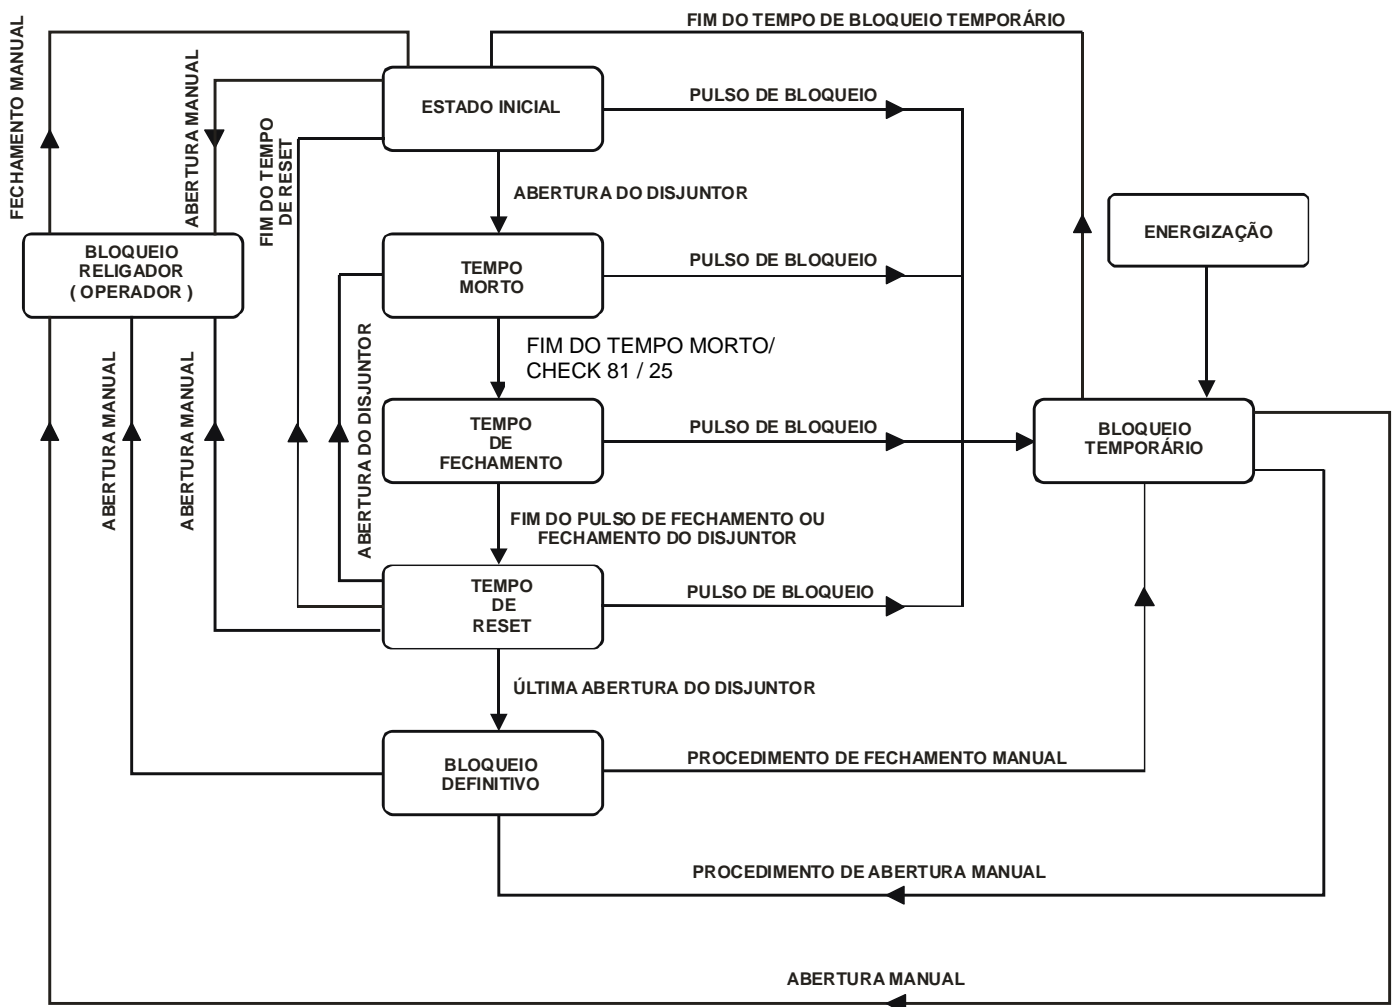 FIM DO TEMPO DE BLOQUEIO TEMPORÁRIO
FECHAMENTO MANUAL
ABERTURA MANUAL
FIM DO TEMPO
DE RESET
ESTADO INICIAL
PULSO DE BLOQUEIO
ABERTURA DO DISJUNTOR
BLOQUEIO
RELIGADOR
( OPERADOR )
TEMPO
MORTO
PULSO DE BLOQUEIO
ENERGIZAÇÃO
FIM DO TEMPO MORTO/
CHECK 81 / 25
ABERTURA MANUAL
ABERTURA MANUAL
ABERTURA DO DISJUNTOR
TEMPO
DE
FECHAMENTO
PULSO DE BLOQUEIO
BLOQUEIO
TEMPORÁRIO
FIM DO PULSO DE FECHAMENTO OU
FECHAMENTO DO DISJUNTOR
TEMPO
DE
RESET
PULSO DE BLOQUEIO
ÚLTIMA ABERTURA DO DISJUNTOR
BLOQUEIO
DEFINITIVO
PROCEDIMENTO DE FECHAMENTO MANUAL
PROCEDIMENTO DE ABERTURA MANUAL
ABERTURA MANUAL